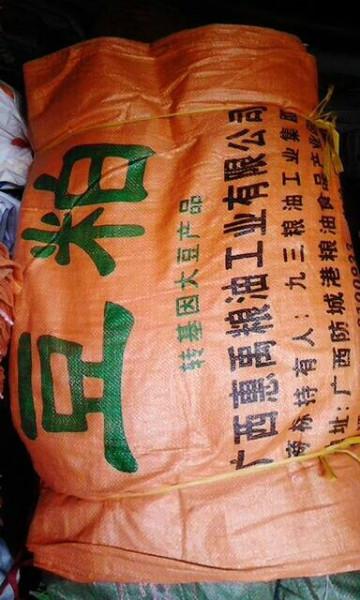 豆粕
转基因大豆产品
广西惠禹粮油工业有限公司
商标持有人：九三粮油工业集团
地址：广西防城港粮油食品产业